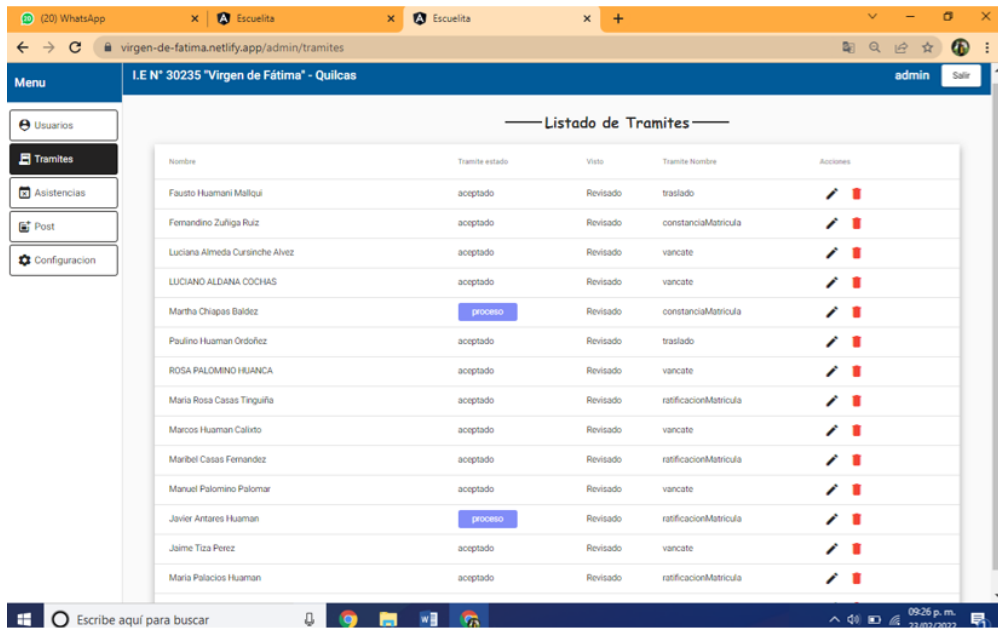 (20) WhatsApp Escuelita Escuelita
virgen-de-fatima.netlify.app/admin/tramites
Menu I.E N° 30235 "Virgen de Fátima" - Quilcas admin Salir
Usuarios
Tramites
Asistencias
Post
Configuracion
Listado de Tramites
Nombre Tramite estado Visto Tramite Nombre Acciones
Fausto Huamani Mallqui aceptado Revisado traslado
Fernandino Zuñiga Ruiz aceptado Revisado constanciaMatricula
Luciana Almeda Cursinche Alvez aceptado Revisado vancate
LUCIANO ALDANA COCHAS aceptado Revisado vancate
Martha Chiapas Baldez proceso Revisado constanciaMatricula
Paulino Huaman Ordoñez aceptado Revisado traslado
ROSA PALOMINO HUANCA aceptado Revisado vancate
Maria Rosa Casas Tinguiña aceptado Revisado ratificacionMatricula
Marcos Huaman Calixto aceptado Revisado vancate
Maribel Casas Fernandez aceptado Revisado ratificacionMatricula
Manuel Palomino Palomar aceptado Revisado vancate
Javier Antares Huaman proceso Revisado ratificacionMatricula
Jaime Tiza Perez aceptado Revisado vancate
Maria Palacios Huaman aceptado Revisado ratificacionMatricula
Escribe aquí para buscar 09:26 p. m.
23/02/2022